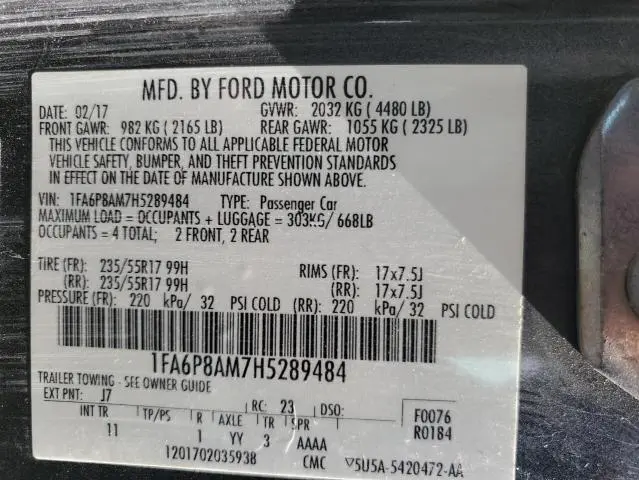 MFD. BY FORD MOTOR CO.
DATE: 02/17 GVWR: 2032 KG ( 4480 LB)
FRONT GAWR: 982 KG ( 2165 LB) REAR GAWR: 1055 KG ( 2325 LB)
THIS VEHICLE CONFORMS TO ALL APPLICABLE FEDERAL MOTOR
VEHICLE SAFETY, BUMPER, AND THEFT PREVENTION STANDARDS
IN EFFECT ON THE DATE OF MANUFACTURE SHOWN ABOVE.
VIN: 1FA6P8AM7H5289484 TYPE: Passenger Car
MAXIMUM LOAD = OCCUPANTS + LUGGAGE = 303KG/ 668LB
OCCUPANTS = 4 TOTAL; 2 FRONT, 2 REAR
TIRE (FR): 235/55R17 99H RIMS (FR): 17x7.5J
(RR): 235/55R17 99H (RR): 17x7.5J
PRESSURE (FR): 220 kPa/ 32 PSI COLD (RR): 220 kPa/ 32 PSI COLD
1FA6P8AM7H5289484
TRAILER TOWING - SEE OWNER GUIDE
EXT PNT: J7 RC: 23 DSO: F0076
INT TR TP/PS R AXLE TR SPR R0184
11 1 YY 3 AAAA
1201702035938 CMC ▽5U5A-5420472-AA